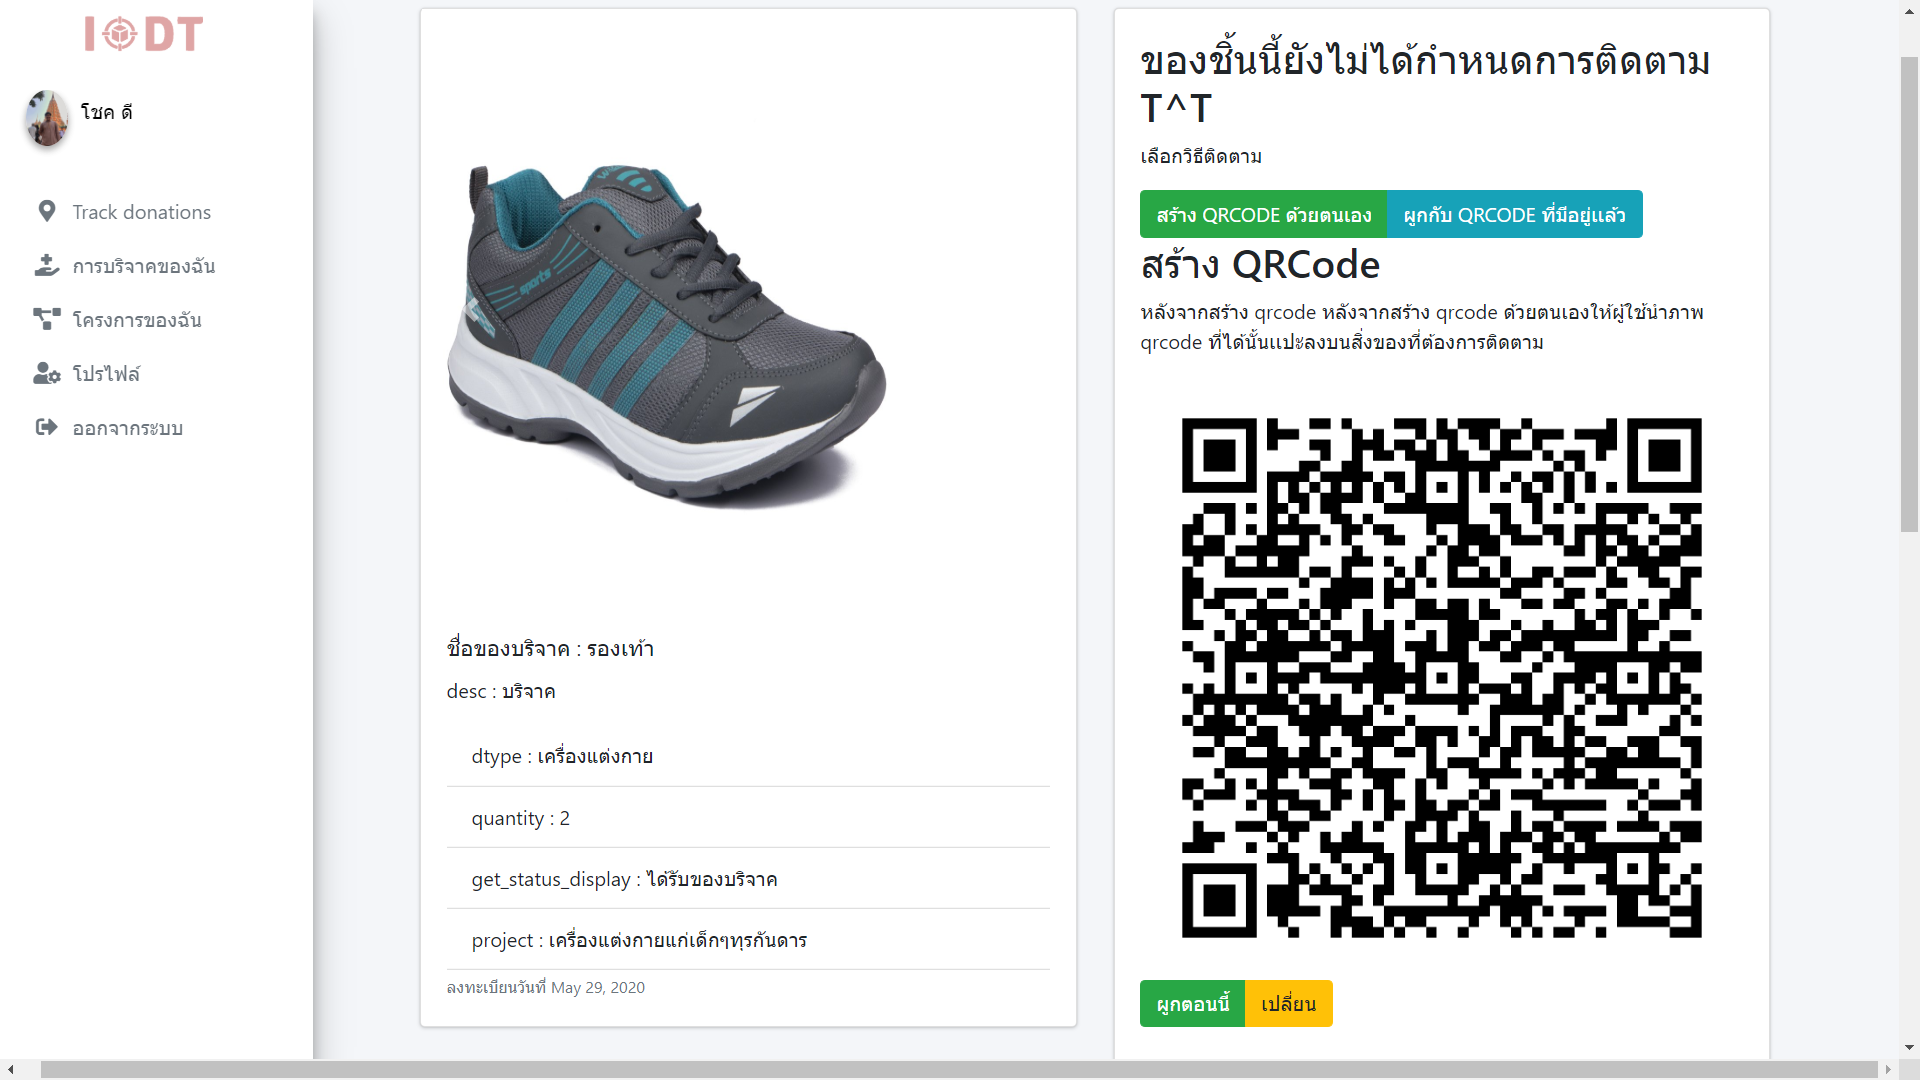 IODT
โชค ดี
Track donations
การบริจาคของฉัน
โครงการของฉัน
โปรไฟล์
ออกจากระบบ
sports
ชื่อของบริจาค : รองเท้า
desc : บริจาค
dtype : เครื่องแต่งกาย
quantity : 2
get_status_display : ได้รับของบริจาค
project : เครื่องแต่งกายแก่เด็กๆทุรกันดาร
ลงทะเบียนวันที่ May 29, 2020
ของชิ้นนี้ยังไม่ได้กำหนดการติดตาม
T^T
เลือกวิธีติดตาม
สร้าง QRCODE ด้วยตนเอง
ผูกกับ QRCODE ที่มีอยู่แล้ว
สร้าง QRCode
หลังจากสร้าง qrcode หลังจากสร้าง qrcode ด้วยตนเองให้ผู้ใช้นำภาพ
qrcode ที่ได้นั้นแปะลงบนสิ่งของที่ต้องการติดตาม
ผูกตอนนี้
เปลี่ยน